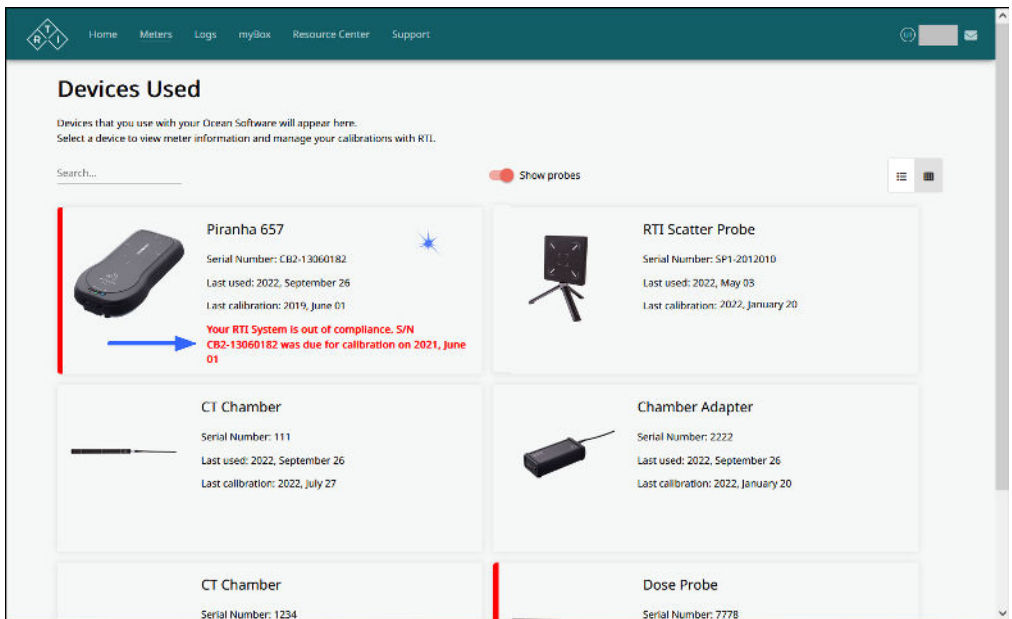 R T I
Home Meters Logs myBox Resource Center Support
Devices Used
Devices that you use with your Ocean Software will appear here.
Select a device to view meter information and manage your calibrations with RTI.
Search...
Show probes
Piranha 657
Serial Number: CB2-13060182
Last used: 2022, September 26
Last calibration: 2019, June 01
Your RTI System is out of compliance. S/N
CB2-13060182 was due for calibration on 2021, June
01
RTI Scatter Probe
Serial Number: SP1-2012010
Last used: 2022, May 03
Last calibration: 2022, January 20
CT Chamber
Serial Number: 111
Last used: 2022, September 26
Last calibration: 2022, July 27
Chamber Adapter
Serial Number: 2222
Last used: 2022, September 26
Last calibration: 2022, January 20
CT Chamber
Serial Number: 1234
Dose Probe
Serial Number: 7778